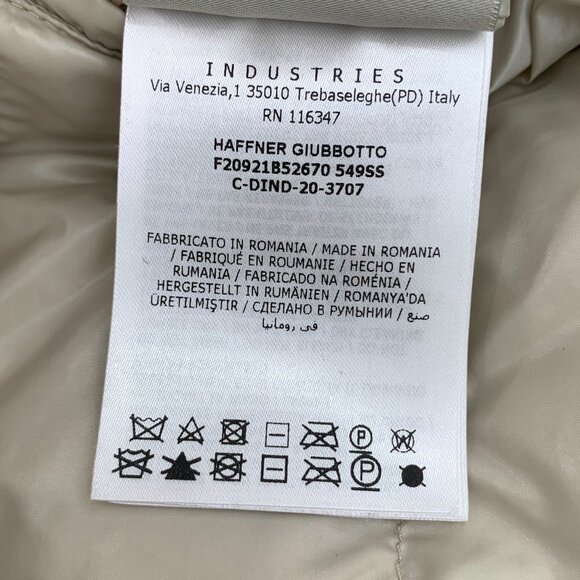 INDUSTRIES
Via Venezia,1 35010 Trebaseleghe(PD) Italy
RN 116347
HAFFNER GIUBBOTTO
F20921B52670 549SS
C-DIND-20-3707
FABBRICATO IN ROMANIA / MADE IN ROMANIA
/ FABRIQUÉ EN ROUMANIE / HECHO EN
RUMANIA / FABRICADO NA ROMÉNIA /
HERGESTELLT IN RUMÄNIEN / ROMANYA'DA
ÜRETILMIŞTIR / СДЕЛАНО В РУМЫНИИ / صنع
في رومانيا
P W
P